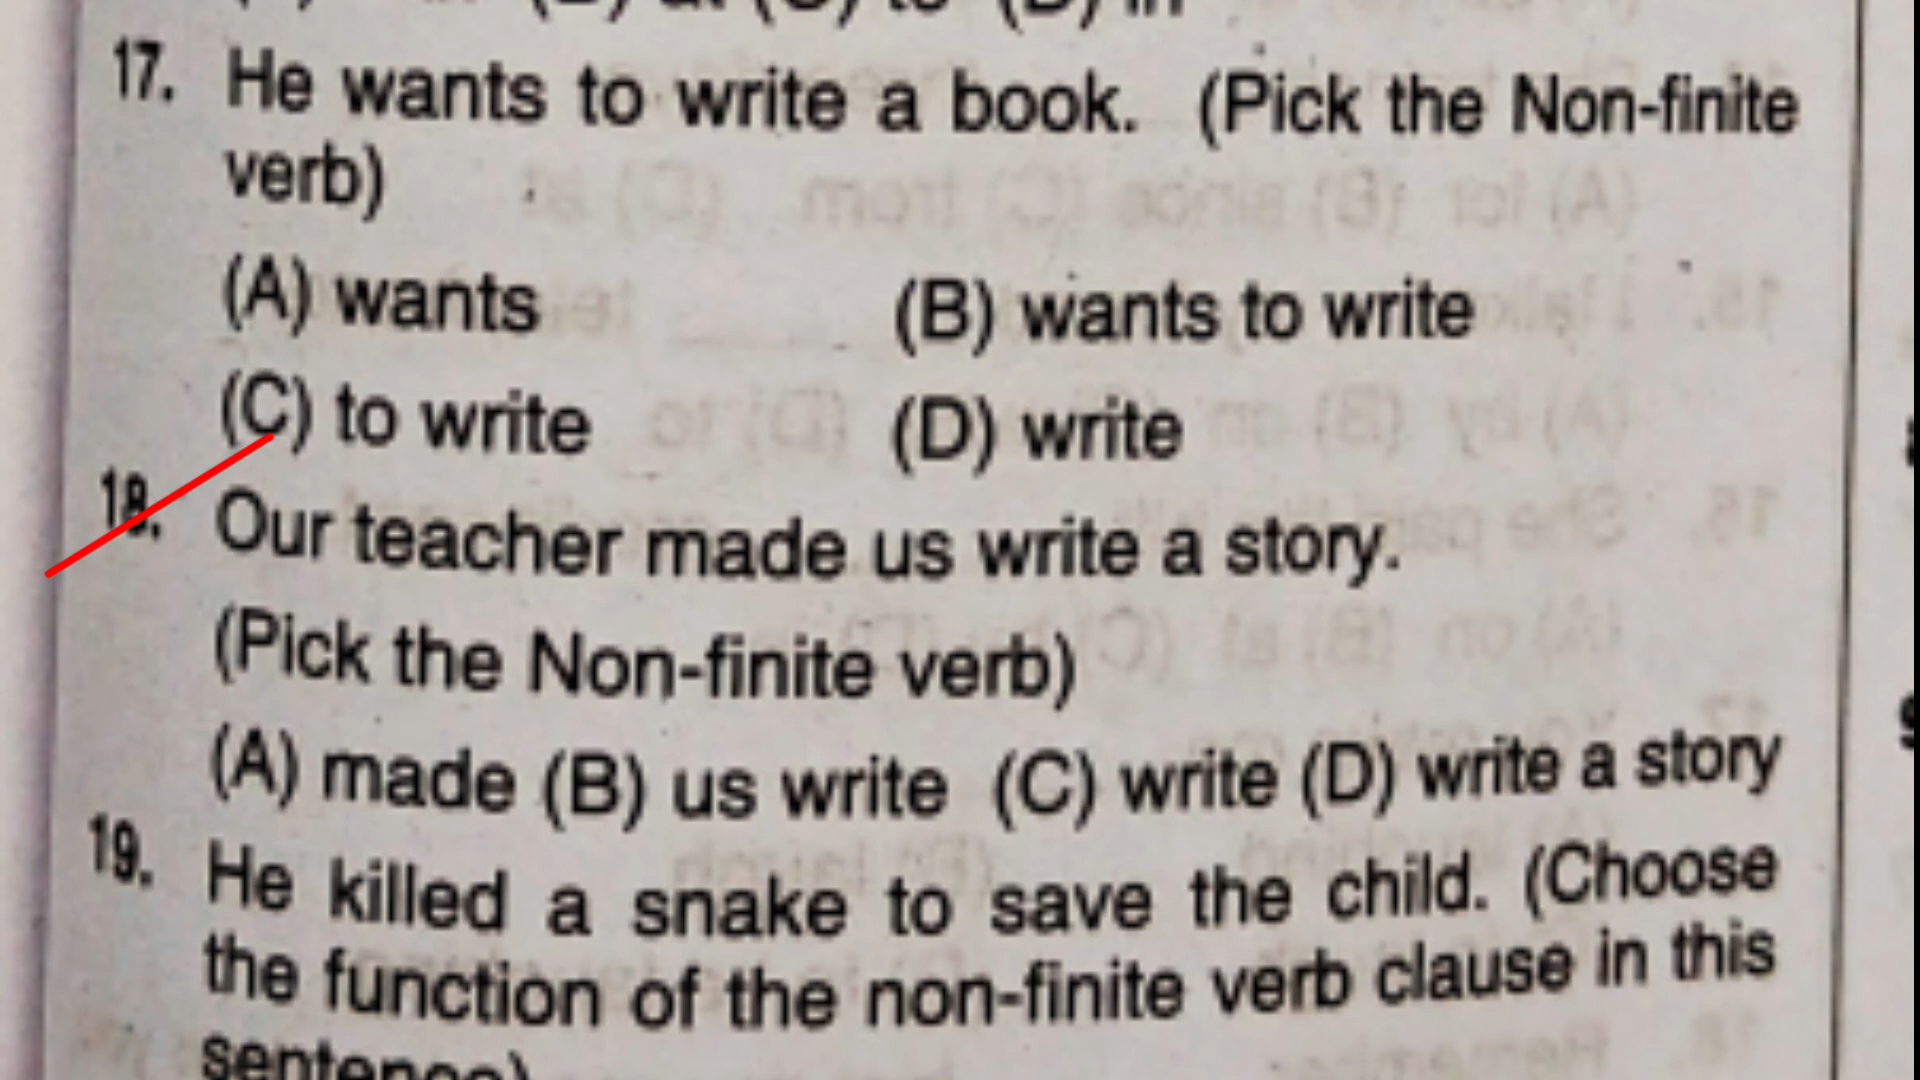 17. He wants to write a book. (Pick the Non-finite
verb)
(A) wants (B) wants to write
(C) to write (D) write
18. Our teacher made us write a story.
(Pick the Non-finite verb)
(A) made (B) us write (C) write (D) write a story
19. He killed a snake to save the child. (Choose
the function of the non-finite verb clause in this
sentence)